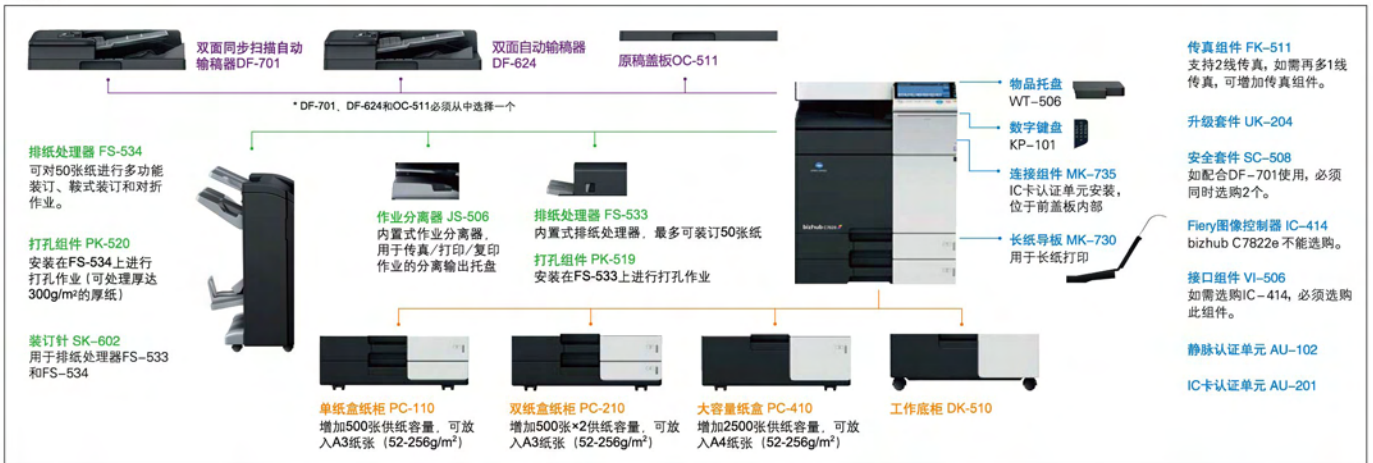 双面同步扫描自动
输稿器DF-701
双面自动输稿器
DF-624
原稿盖板OC-511
* DF-701、DF-624和OC-511必须从中选择一个
排纸处理器 FS-534
可对50张纸进行多功能
装订、鞍式装订和对折
作业。
打孔组件 PK-520
安装在FS-534上进行
打孔作业（可处理厚达
300g/m²的厚纸）
装订针 SK-602
用于排纸处理器FS-533
和FS-534
作业分离器 JS-506
内置式作业分离器，
用于传真/打印/复印
作业的分离输出托盘
排纸处理器 FS-533
内置式排纸处理器，最多可装订50张纸
打孔组件 PK-519
安装在FS-533上进行打孔作业
bizhub
物品托盘
WT-506
数字键盘
KP-101
连接组件 MK-735
IC卡认证单元安装，
位于前盖板内部
长纸导板 MK-730
用于长纸打印
传真组件 FK-511
支持2线传真，如需再多1线
传真，可增加传真组件。
升级套件 UK-204
安全套件 SC-508
如配合DF-701使用，必须
同时选购2个。
Fiery图像控制器 IC-414
bizhub C7822e 不能选购。
接口组件 VI-506
如需选购IC-414，必须选购
此组件。
静脉认证单元 AU-102
IC卡认证单元 AU-201
单纸盒纸柜 PC-110
增加500张供纸容量，可放
入A3纸张（52-256g/m²）
双纸盒纸柜 PC-210
增加500张×2供纸容量，可放
入A3纸张（52-256g/m²）
大容量纸盒 PC-410
增加2500张供纸容量，可放
入A4纸张（52-256g/m²）
工作底柜 DK-510